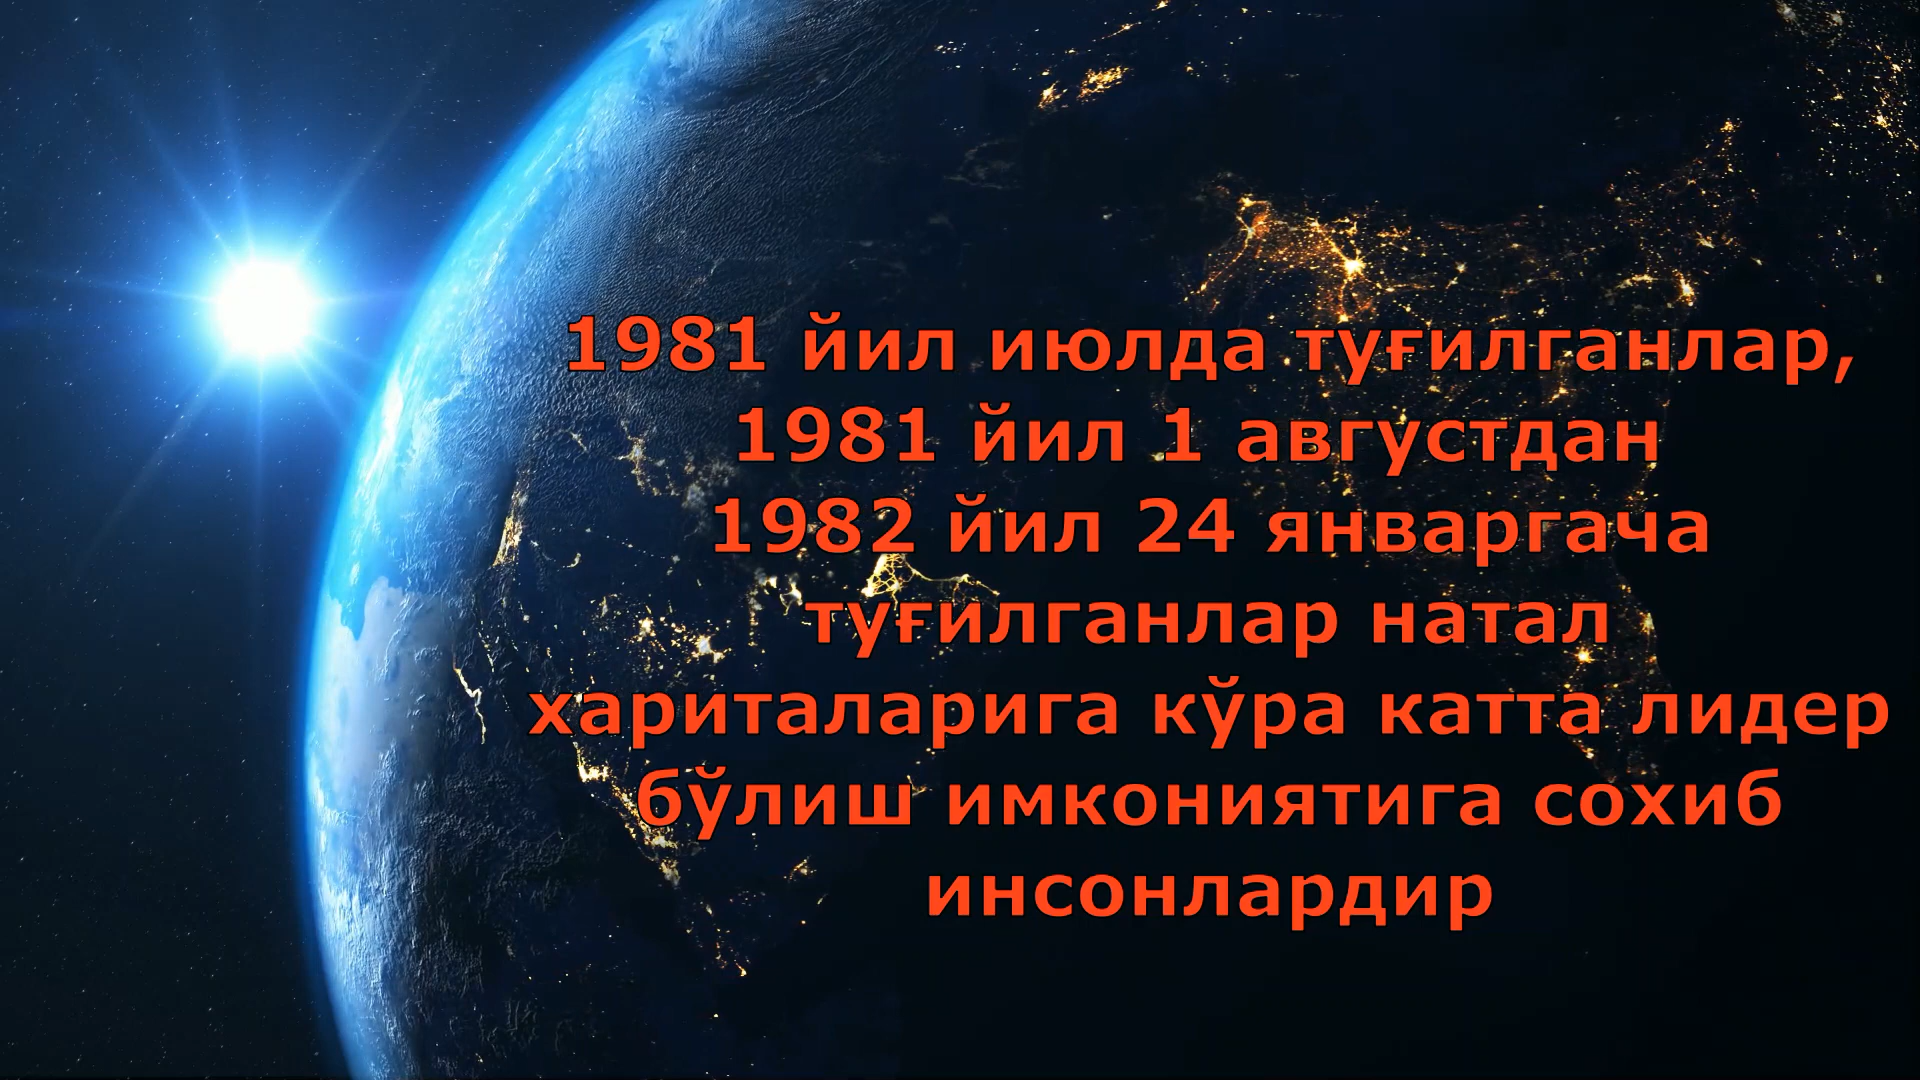 1981 йил июлда туғилганлар,
1981 йил 1 августдан
1982 йил 24 январгача
туғилганлар натал
хариталарига кўра катта лидер
бўлиш имкониятига сохиб
инсонлардир